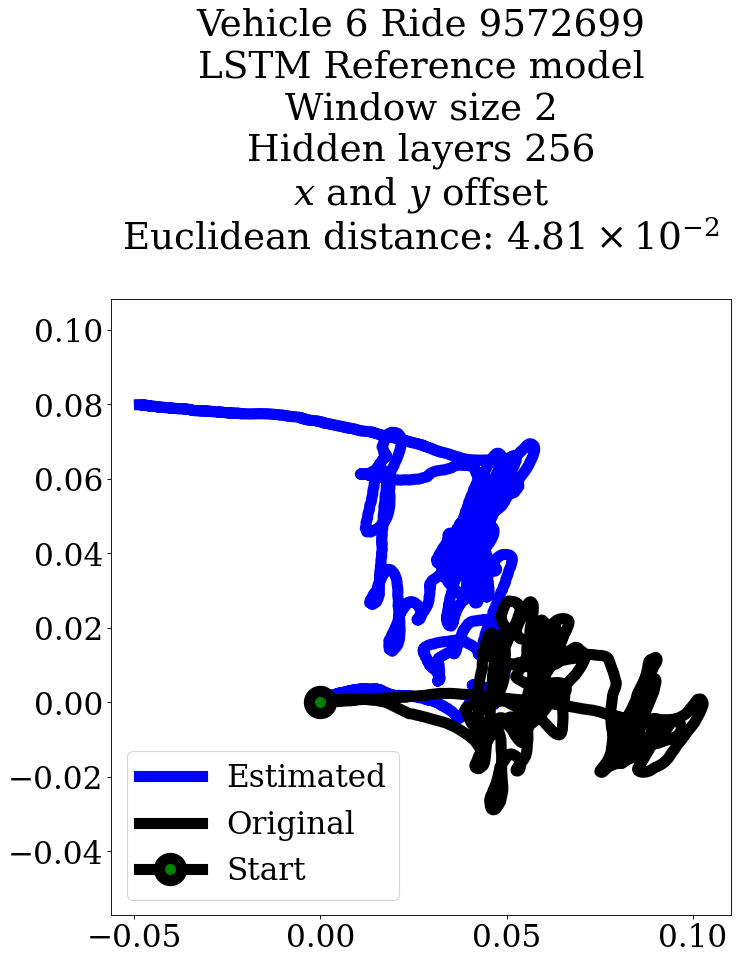 Vehicle 6 Ride 9572699
LSTM Reference model
Window size 2
Hidden layers 256
x and y offset
Euclidean distance: 4.81 × 10⁻²
0.10
0.08
0.06
0.04
0.02
0.00
−0.02
−0.04
Estimated
Original
Start
−0.05 0.00 0.05 0.10